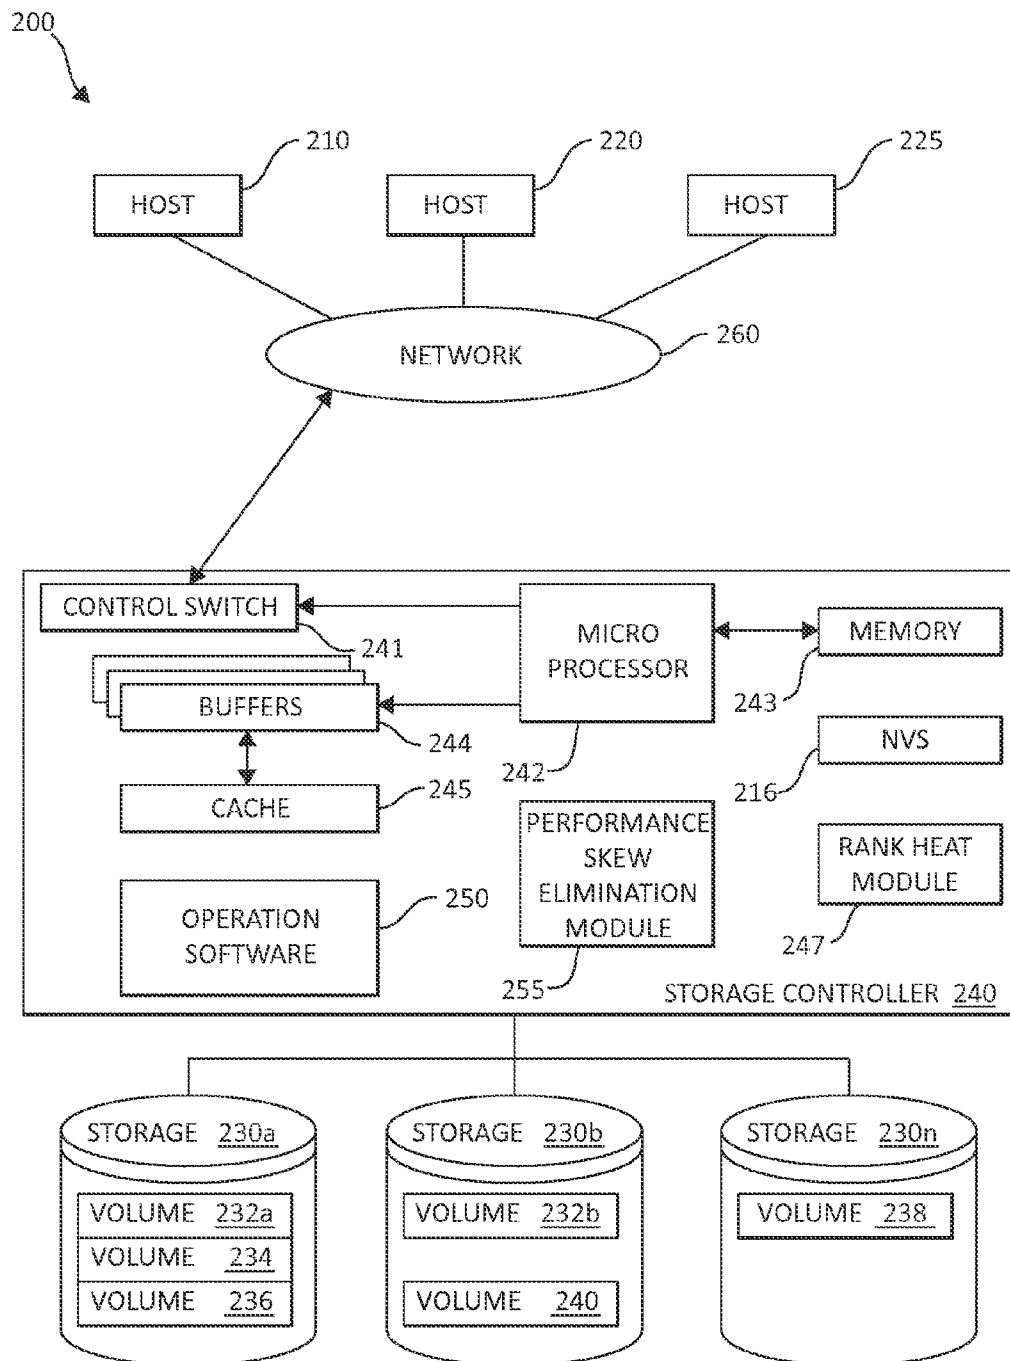 200
210
220
225
HOST
HOST
HOST
260
NETWORK
CONTROL SWITCH
241
MICRO
PROCESSOR
242
MEMORY
243
BUFFERS
244
NVS
216
CACHE
245
PERFORMANCE
SKEW
ELIMINATION
MODULE
255
RANK HEAT
MODULE
247
OPERATION
SOFTWARE
250
STORAGE CONTROLLER 240
STORAGE 230a
STORAGE 230b
STORAGE 230n
VOLUME 232a
VOLUME 234
VOLUME 236
VOLUME 232b
VOLUME 240
VOLUME 238